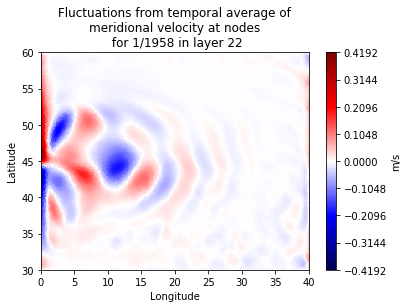 Fluctuations from temporal average of
meridional velocity at nodes
for 1/1958 in layer 22
60
55
50
45
40
35
30
Latitude
0 5 10 15 20 25 30 35 40
Longitude
0.4192
0.3144
0.2096
0.1048
0.0000
−0.1048
−0.2096
−0.3144
−0.4192
m/s